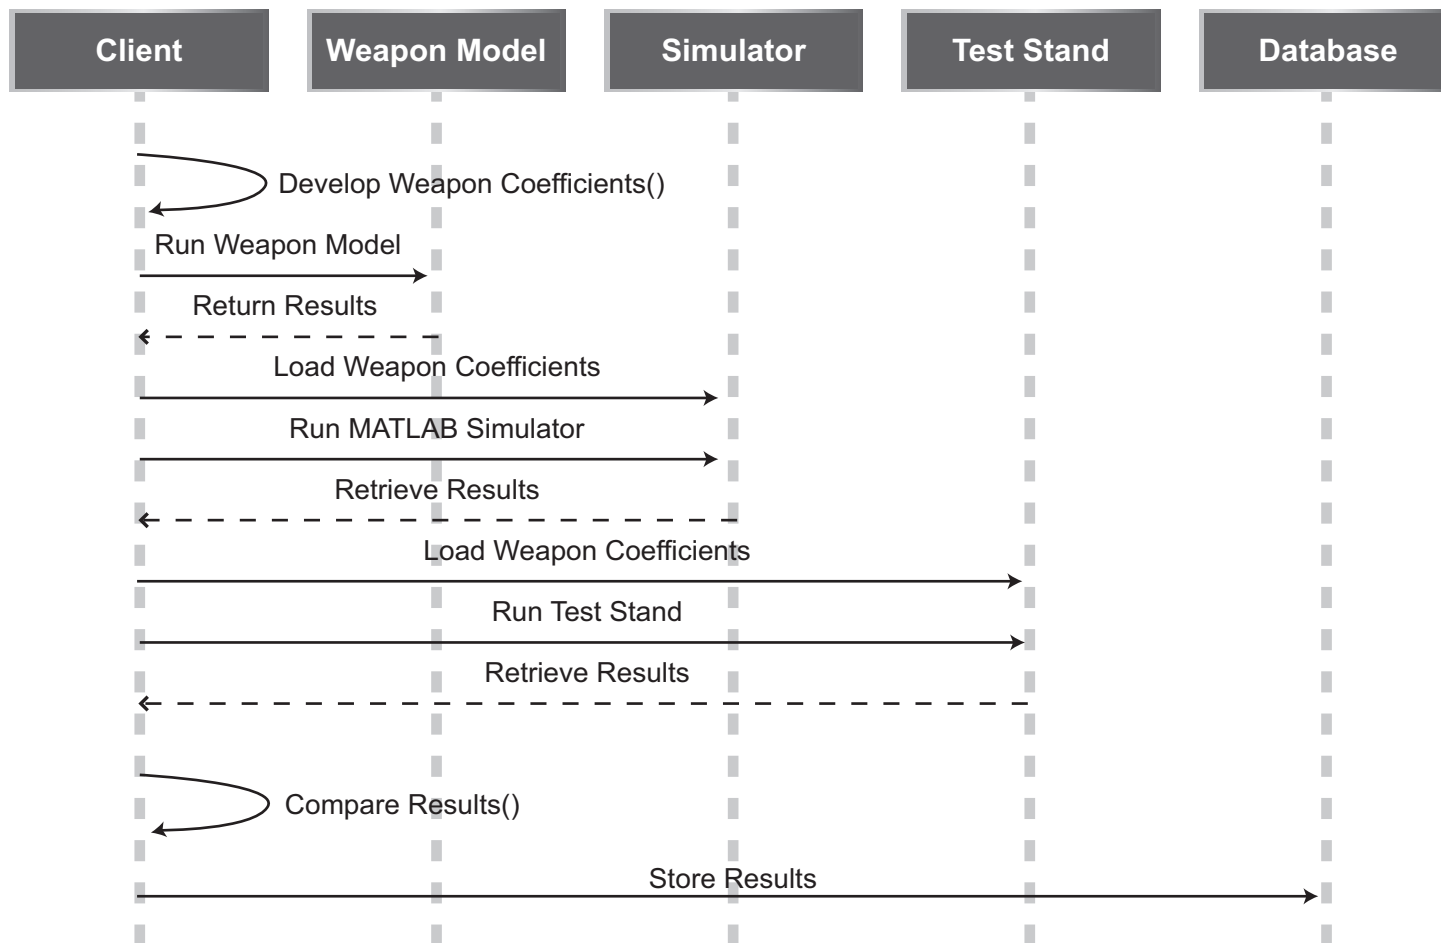 Client
Weapon Model
Simulator
Test Stand
Database
Develop Weapon Coefficients()
Run Weapon Model
Return Results
Load Weapon Coefficients
Run MATLAB Simulator
Retrieve Results
Load Weapon Coefficients
Run Test Stand
Retrieve Results
Compare Results()
Store Results